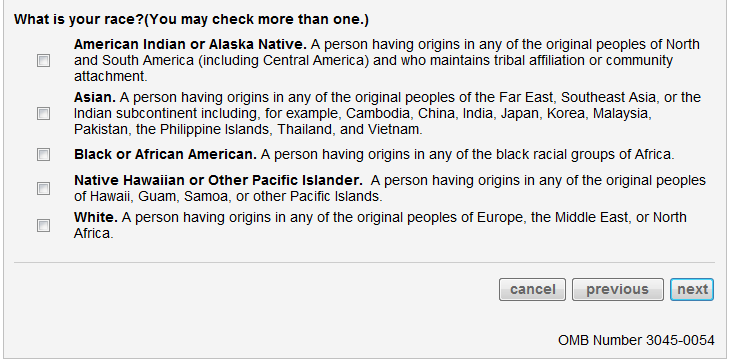 What is your race?(You may check more than one.)
American Indian or Alaska Native. A person having origins in any of the original peoples of North
and South America (including Central America) and who maintains tribal affiliation or community
attachment.
Asian. A person having origins in any of the original peoples of the Far East, Southeast Asia, or the
Indian subcontinent including, for example, Cambodia, China, India, Japan, Korea, Malaysia,
Pakistan, the Philippine Islands, Thailand, and Vietnam.
Black or African American. A person having origins in any of the black racial groups of Africa.
Native Hawaiian or Other Pacific Islander. A person having origins in any of the original peoples
of Hawaii, Guam, Samoa, or other Pacific Islands.
White. A person having origins in any of the original peoples of Europe, the Middle East, or North
Africa.
cancel previous next
OMB Number 3045-0054